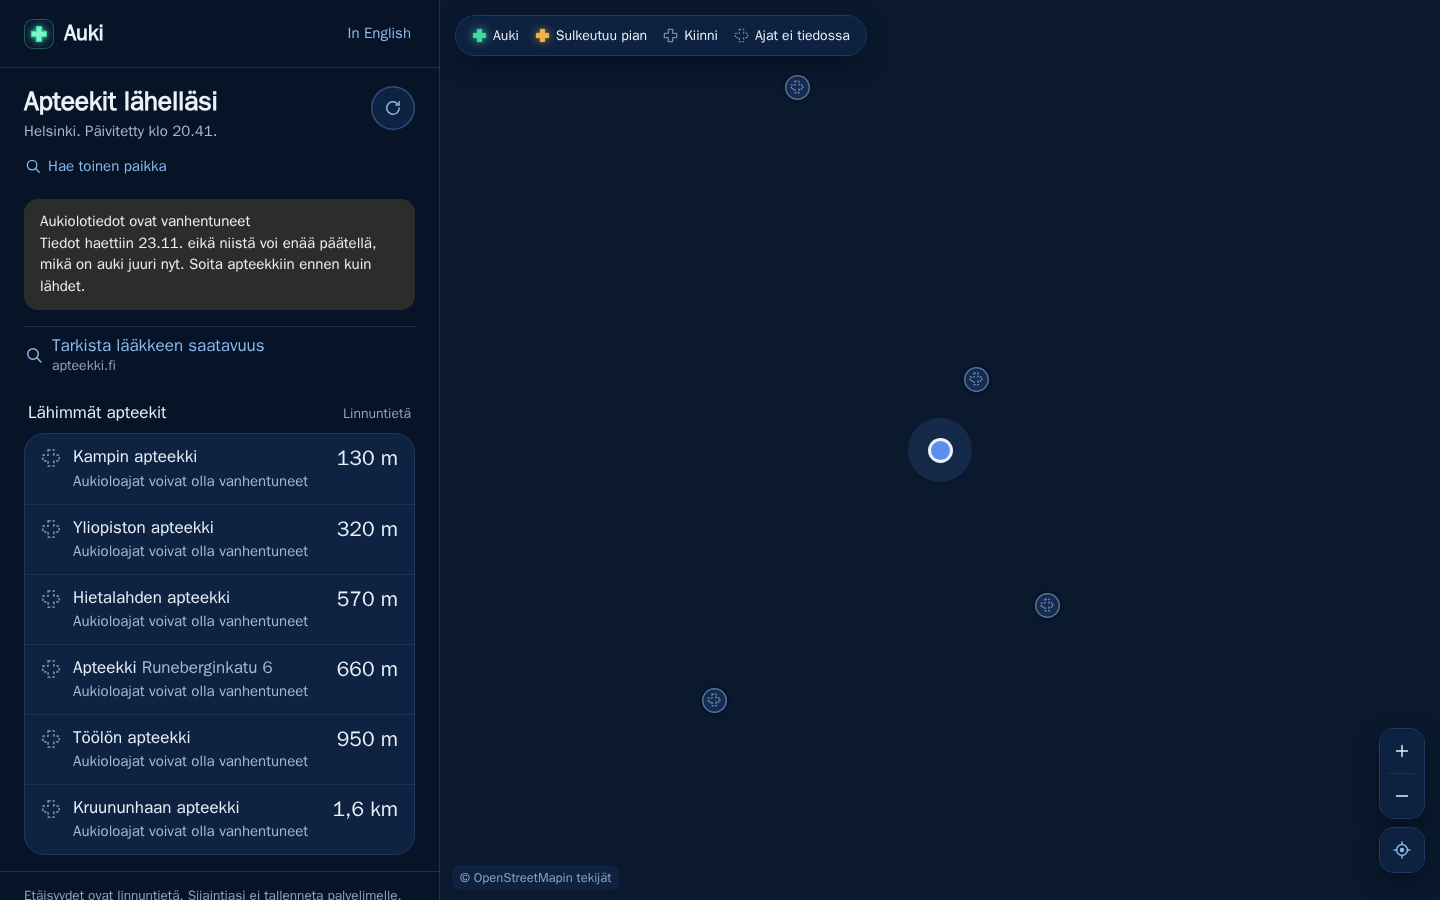 Auki
In English
Apteekit lähelläsi
Helsinki. Päivitetty klo 20.41.
Hae toinen paikka
Aukiolotiedot ovat vanhentuneet
Tiedot haettiin 23.11. eikä niistä voi enää päätellä,
mikä on auki juuri nyt. Soita apteekkiin ennen kuin
lähdet.
Tarkista lääkkeen saatavuus
apteekki.fi
Lähimmät apteekit
Linnuntietä
Kampin apteekki
130 m
Aukioloajat voivat olla vanhentuneet
Yliopiston apteekki
320 m
Aukioloajat voivat olla vanhentuneet
Hietalahden apteekki
570 m
Aukioloajat voivat olla vanhentuneet
Apteekki Runeberginkatu 6
660 m
Aukioloajat voivat olla vanhentuneet
Töölön apteekki
950 m
Aukioloajat voivat olla vanhentuneet
Kruununhaan apteekki
1,6 km
Aukioloajat voivat olla vanhentuneet
Etäisyydet ovat linnuntietä. Sijaintiasi ei tallenneta palvelimelle.
Auki
Sulkeutuu pian
Kiinni
Ajat ei tiedossa
+
−
© OpenStreetMapin tekijät